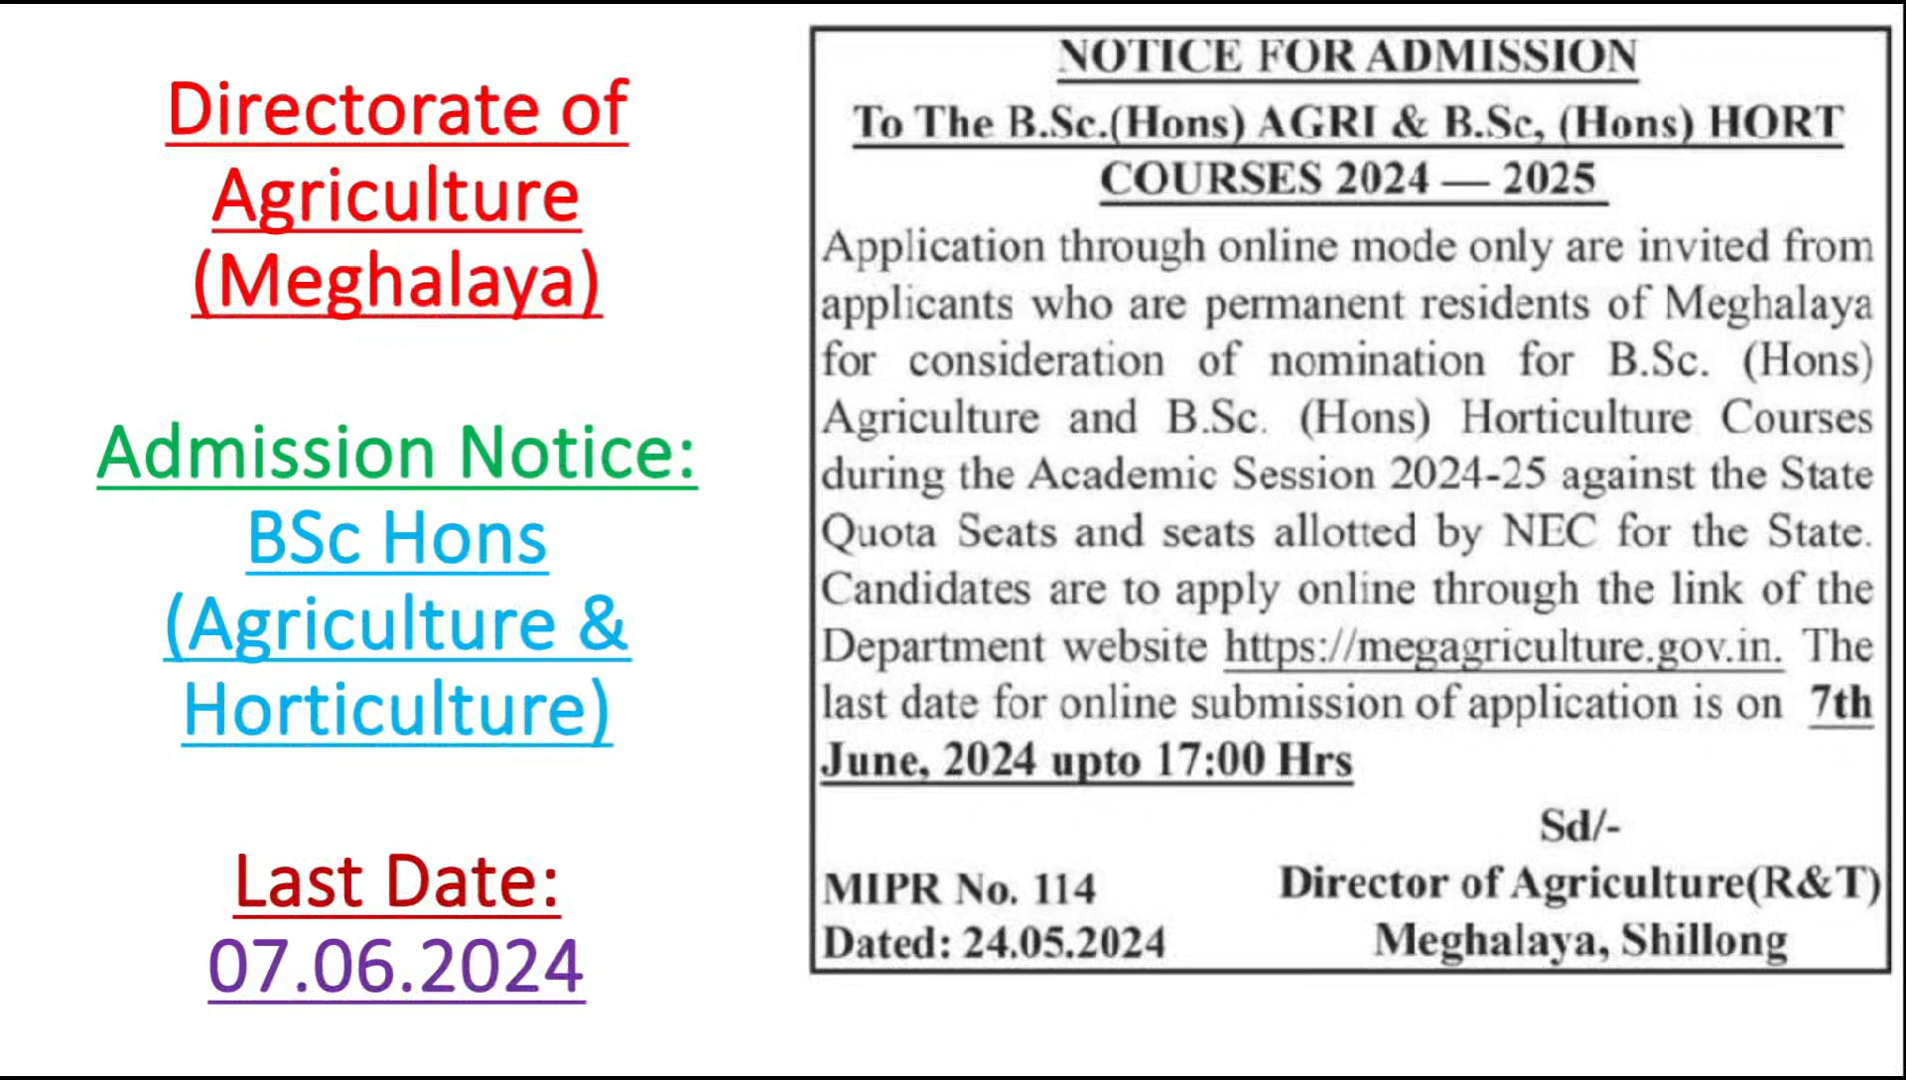 Directorate of
Agriculture
(Meghalaya)
Admission Notice:
BSc Hons
(Agriculture &
Horticulture)
Last Date:
07.06.2024
NOTICE FOR ADMISSION
To The B.Sc.(Hons) AGRI & B.Sc, (Hons) HORT
COURSES 2024 — 2025
Application through online mode only are invited from
applicants who are permanent residents of Meghalaya
for consideration of nomination for B.Sc. (Hons)
Agriculture and B.Sc. (Hons) Horticulture Courses
during the Academic Session 2024-25 against the State
Quota Seats and seats allotted by NEC for the State.
Candidates are to apply online through the link of the
Department website https://megagriculture.gov.in. The
last date for online submission of application is on 7th
June, 2024 upto 17:00 Hrs
Sd/-
MIPR No. 114 Director of Agriculture(R&T)
Dated: 24.05.2024 Meghalaya, Shillong